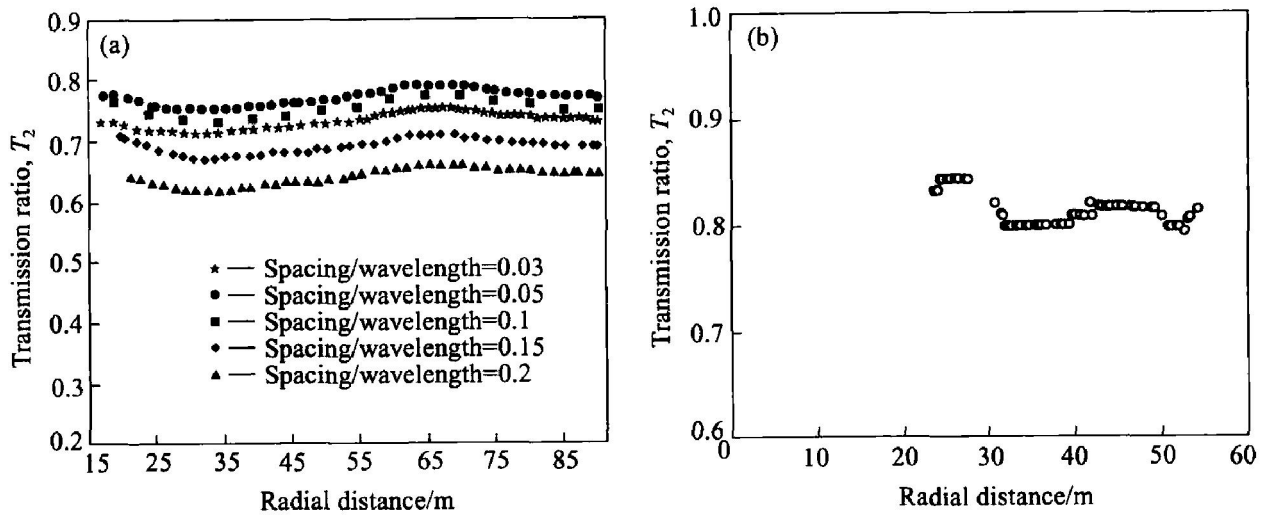 (a)
Transmission ratio, T₂
0.9
0.8
0.7
0.6
0.5
0.4
0.3
0.2
★ — Spacing/wavelength=0.03
● — Spacing/wavelength=0.05
■ — Spacing/wavelength=0.1
◆ — Spacing/wavelength=0.15
▲ — Spacing/wavelength=0.2
15 25 35 45 55 65 75 85
Radial distance/m
(b)
Transmission ratio, T₂
1.0
0.9
0.8
0.8
0.6
0 10 20 30 40 50 60
Radial distance/m